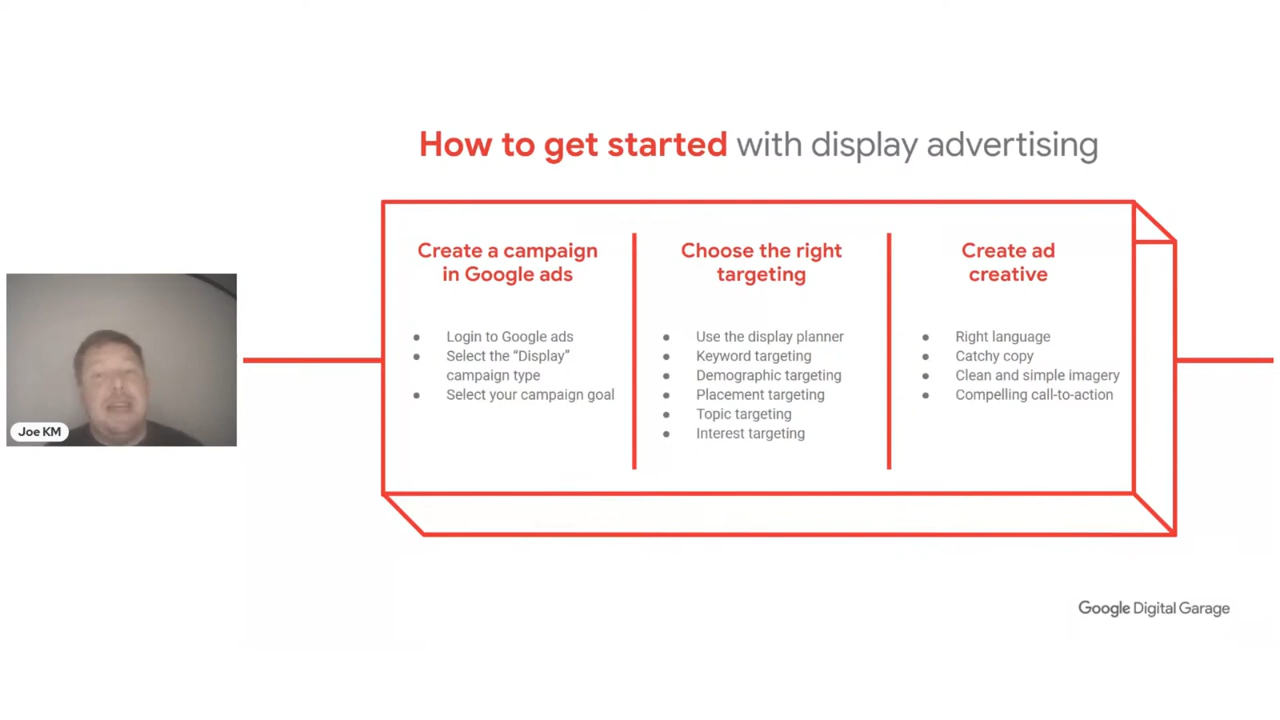 How to get started with display advertising
Create a campaign
in Google ads
Login to Google ads
Select the “Display”
campaign type
Select your campaign goal
Choose the right
targeting
Use the display planner
Keyword targeting
Demographic targeting
Placement targeting
Topic targeting
Interest targeting
Create ad
creative
Right language
Catchy copy
Clean and simple imagery
Compelling call-to-action
Joe KM
Google Digital Garage